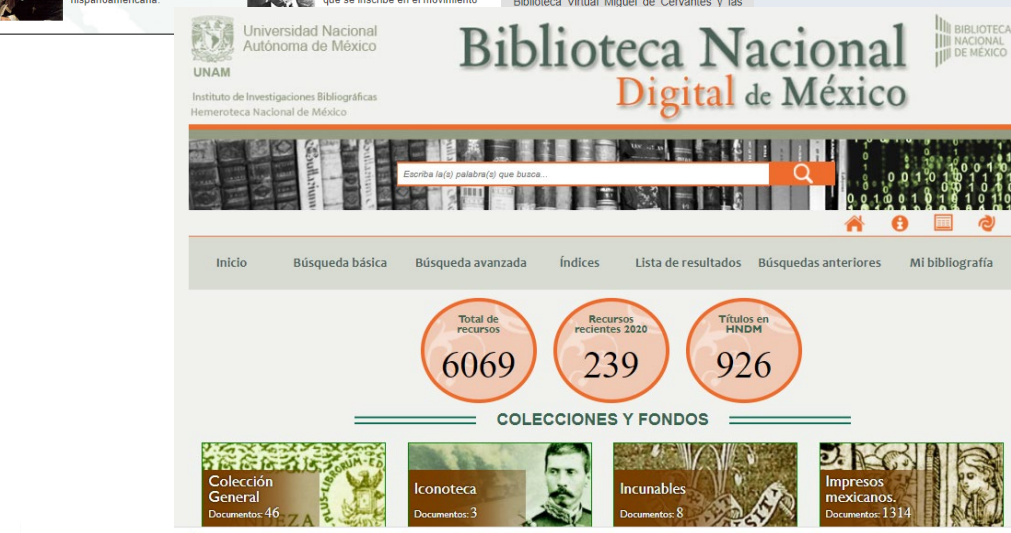 hispanoamericana.
que se inscribe en el movimiento
Biblioteca Virtual Miguel de Cervantes y las
Universidad Nacional
Autónoma de México
UNAM
Instituto de Investigaciones Bibliográficas
Hemeroteca Nacional de México
Biblioteca Nacional
Digital de México
BIBLIOTECA
NACIONAL
DE MÉXICO
Escriba la(s) palabra(s) que busca...
Inicio
Búsqueda básica
Búsqueda avanzada
Índices
Lista de resultados
Búsquedas anteriores
Mi bibliografía
Total de
recursos
6069
Recursos
recientes 2020
239
Títulos en
HNDM
926
COLECCIONES Y FONDOS
Colección
General
Documentos: 46
Iconoteca
Documentos: 3
Incunables
Documentos: 8
Impresos
mexicanos.
Documentos: 1314